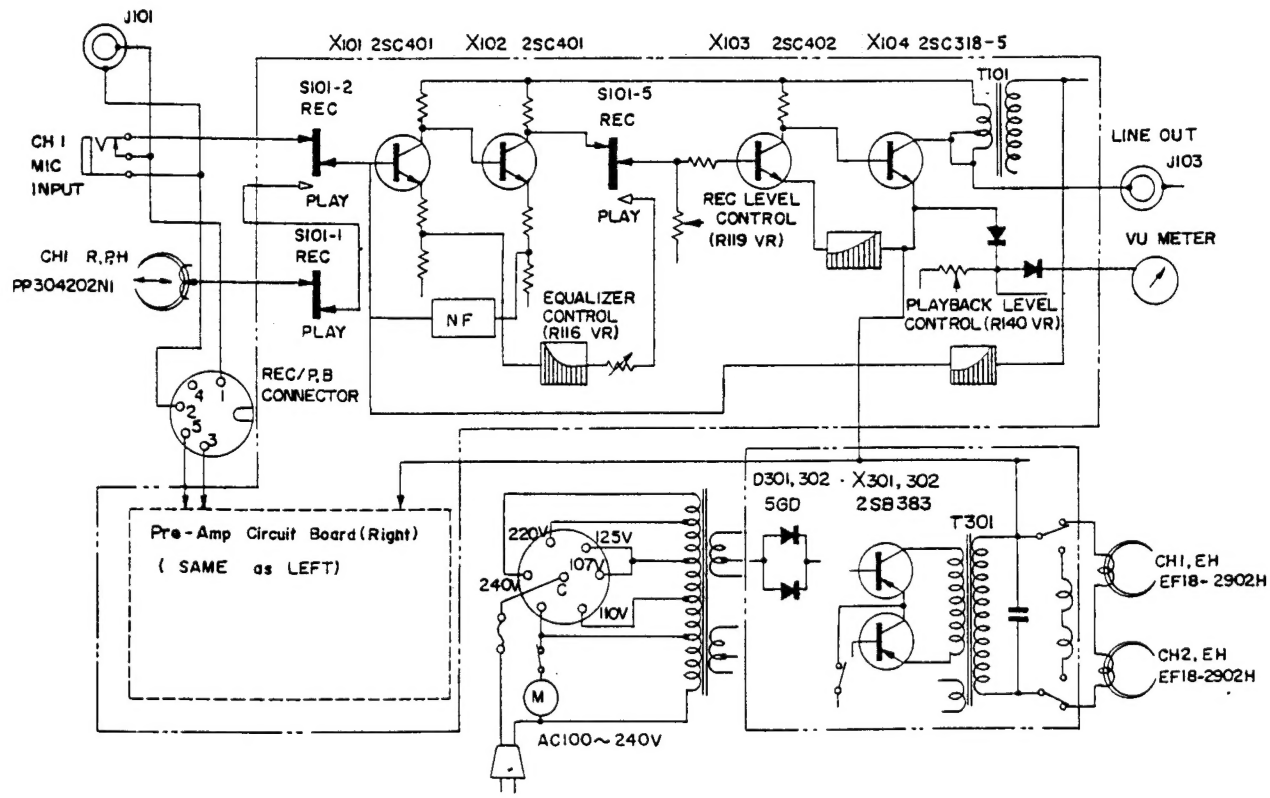 J101
X101 2SC401
X102 2SC401
X103 2SC402
X104 2SC318-5
T101
S101-2
REC
S101-5
REC
CH 1
MIC
INPUT
LINE OUT
J103
PLAY
PLAY
REC LEVEL
CONTROL
(R119 VR)
S101-1
REC
VU METER
CH1 R,P,H
PP304202N1
EQUALIZER
CONTROL
(R116 VR)
NF
PLAY
PLAYBACK LEVEL
CONTROL (R140 VR)
REC/P,B
CONNECTOR
4
1
2
5
3
D301,302 · X301,302
5GD
2SB383
T301
Pre-Amp Circuit Board (Right)
( SAME as LEFT)
220V
125V
107V
240V
C
110V
CH1, EH
EF18-2902H
CH2, EH
EF18-2902H
M
AC100~240V